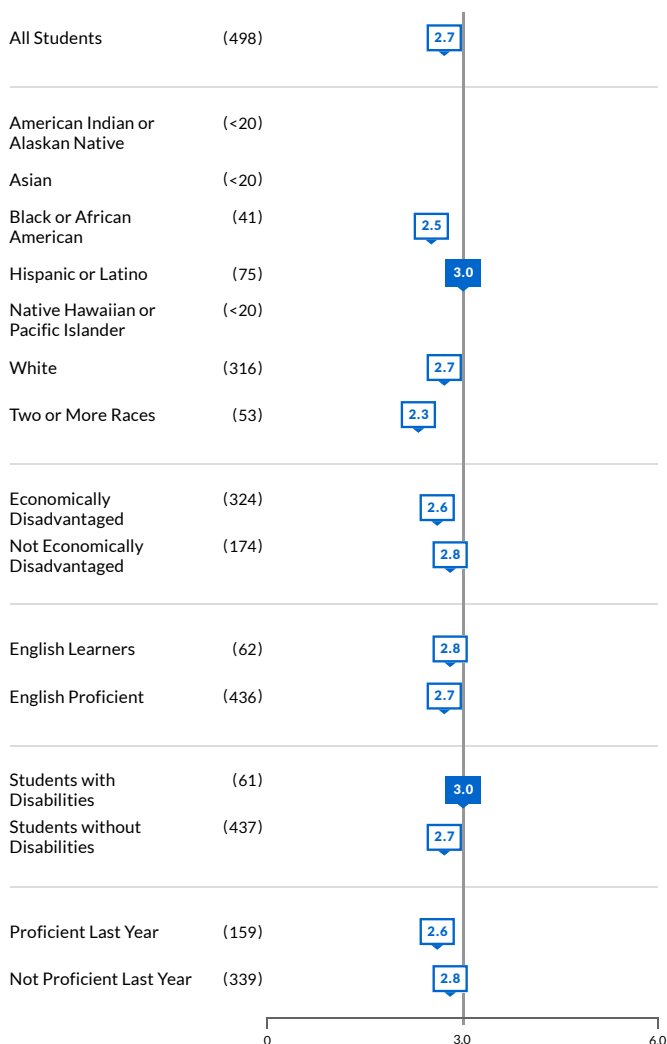 All Students (498) 2.7
American Indian or (<20)
Alaskan Native
Asian (<20)
Black or African (41) 2.5
American
Hispanic or Latino (75) 3.0
Native Hawaiian or (<20)
Pacific Islander
White (316) 2.7
Two or More Races (53) 2.3
Economically (324) 2.6
Disadvantaged
Not Economically (174) 2.8
Disadvantaged
English Learners (62) 2.8
English Proficient (436) 2.7
Students with (61) 3.0
Disabilities
Students without (437) 2.7
Disabilities
Proficient Last Year (159) 2.6
Not Proficient Last Year (339) 2.8
0 3.0 6.0